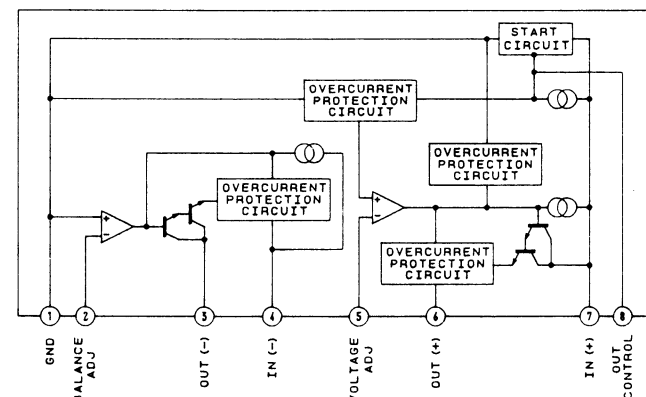 START
CIRCUIT
OVERCURRENT
PROTECTION
CIRCUIT
OVERCURRENT
PROTECTION
CIRCUIT
OVERCURRENT
PROTECTION
CIRCUIT
+
-
+
-
OVERCURRENT
PROTECTION
CIRCUIT
1
2
3
4
5
6
7
8
GND
BALANCE
ADJ
OUT (-)
IN (-)
VOLTAGE
ADJ
OUT (+)
IN (+)
OUT
CONTROL